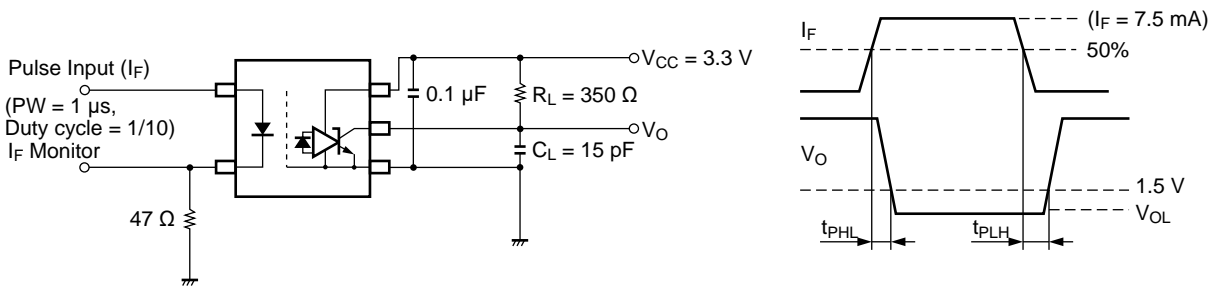 Pulse Input (IF)
(PW = 1 μs,
Duty cycle = 1/10)
IF Monitor
47 Ω
0.1 μF
VCC = 3.3 V
RL = 350 Ω
VO
CL = 15 pF
IF
(IF = 7.5 mA)
50%
VO
1.5 V
VOL
tPHL
tPLH